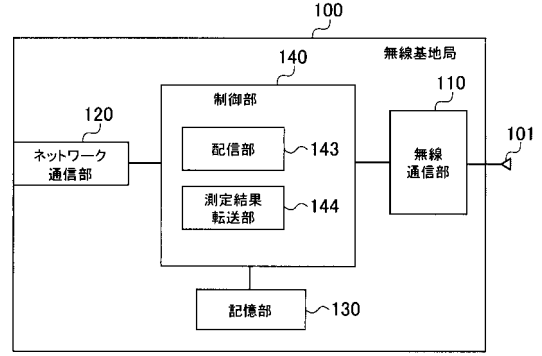 100
無線基地局
140
制御部
110
120
101
ネットワーク
通信部
配信部
143
無線
通信部
測定結果
転送部
144
記憶部
130